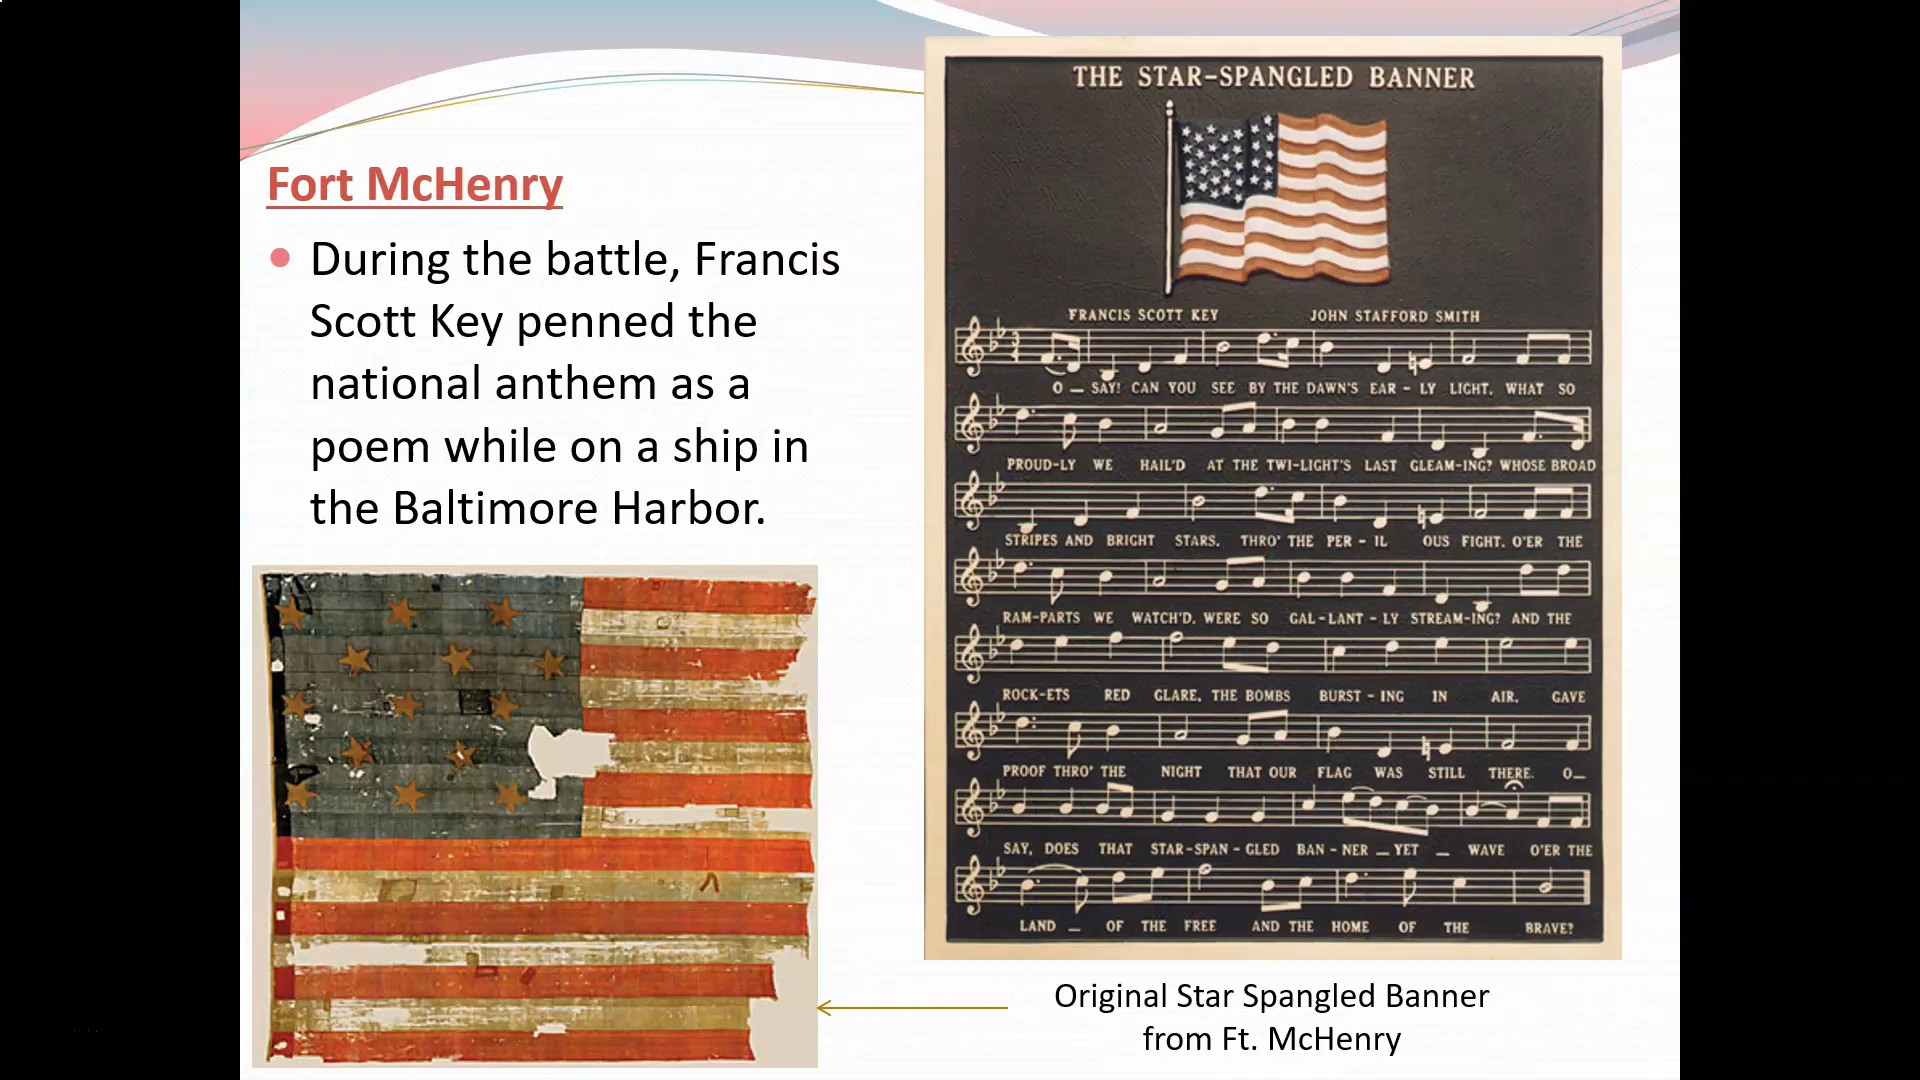 Fort McHenry
During the battle, Francis
Scott Key penned the
national anthem as a
poem while on a ship in
the Baltimore Harbor.
THE STAR-SPANGLED BANNER
FRANCIS SCOTT KEY JOHN STAFFORD SMITH
3
4
O — SAY! CAN YOU SEE BY THE DAWN'S EAR - LY LIGHT, WHAT SO
PROUD-LY WE HAIL'D AT THE TWI-LIGHT'S LAST GLEAM-ING? WHOSE BROAD
STRIPES AND BRIGHT STARS, THRO' THE PER - IL OUS FIGHT, O'ER THE
RAM-PARTS WE WATCH'D, WERE SO GAL-LANT-LY STREAM-ING? AND THE
ROCK-ETS RED GLARE, THE BOMBS BURST - ING IN AIR, GAVE
PROOF THRO' THE NIGHT THAT OUR FLAG WAS STILL THERE. O—
SAY, DOES THAT STAR-SPAN-GLED BAN-NER — YET — WAVE O'ER THE
LAND — OF THE FREE AND THE HOME OF THE BRAVE?
Original Star Spangled Banner
from Ft. McHenry